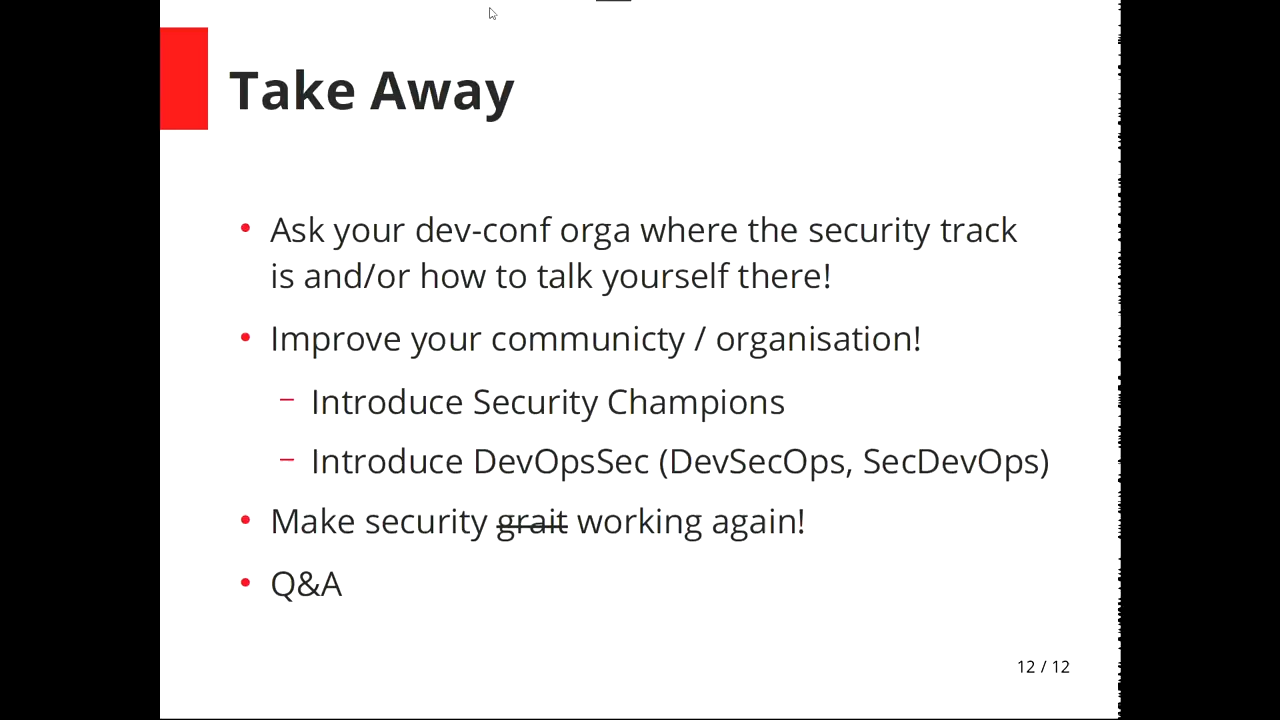 Take Away
• Ask your dev-conf orga where the security track
is and/or how to talk yourself there!
• Improve your communicty / organisation!
– Introduce Security Champions
– Introduce DevOpsSec (DevSecOps, SecDevOps)
• Make security grait working again!
• Q&A
12 / 12